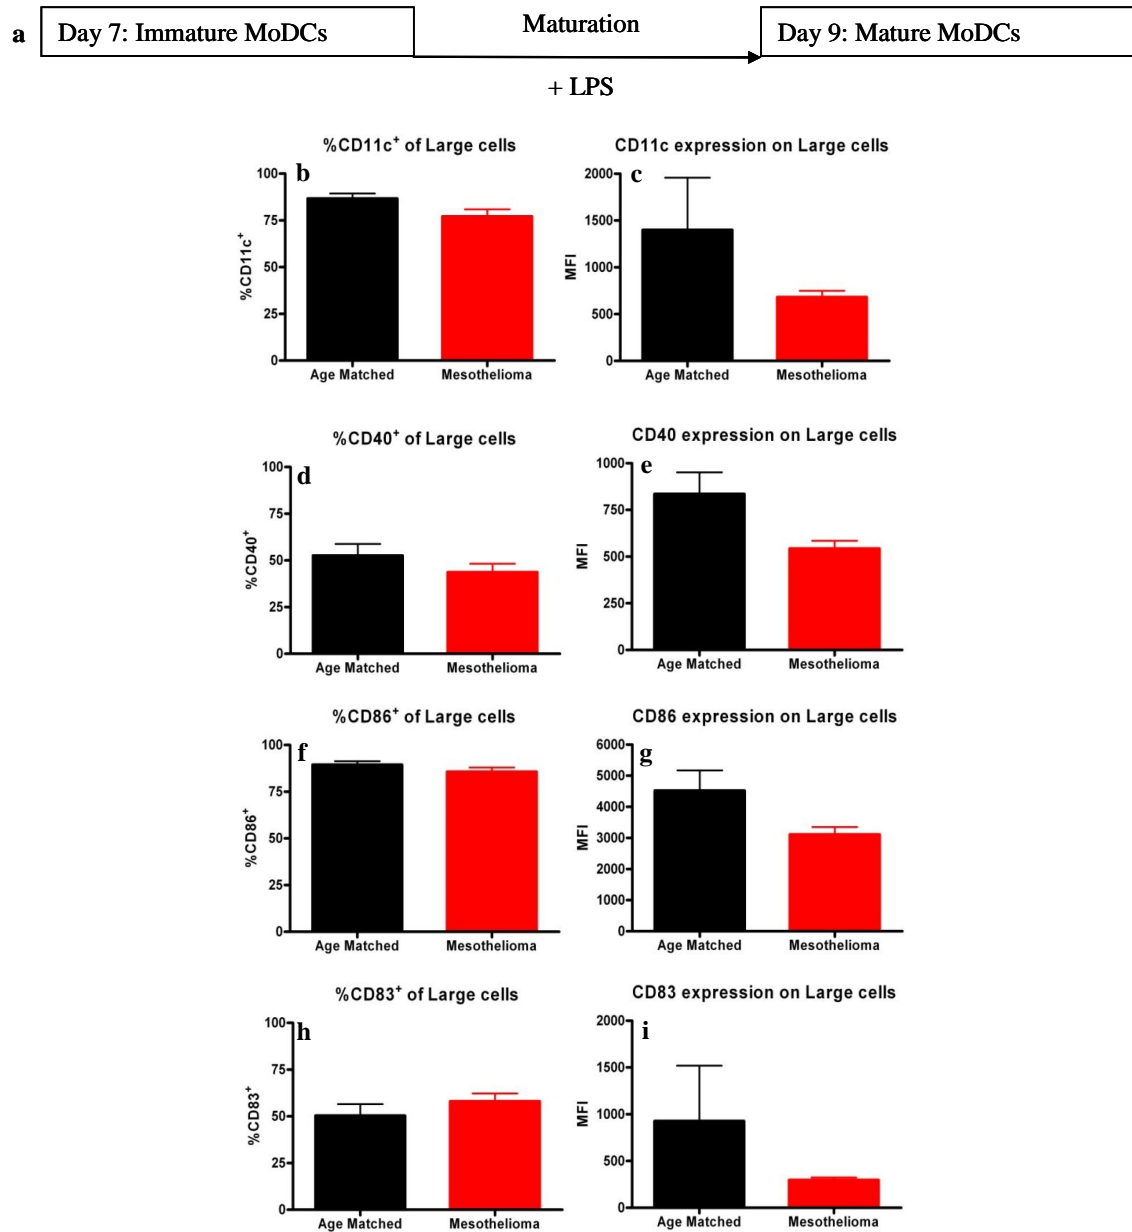 a
Day 7: Immature MoDCs
Maturation
Day 9: Mature MoDCs
+ LPS
%CD11c+ of Large cells
b
100
75
50
25
0
%CD11c+
Age Matched
Mesothelioma
CD11c expression on Large cells
c
2000
1500
1000
500
0
MFI
Age Matched
Mesothelioma
%CD40+ of Large cells
d
100
75
50
25
0
%CD40+
Age Matched
Mesothelioma
CD40 expression on Large cells
e
1000
750
500
250
0
MFI
Age Matched
Mesothelioma
%CD86+ of Large cells
f
100
75
50
25
0
%CD86+
Age Matched
Mesothelioma
CD86 expression on Large cells
g
6000
5000
4000
3000
2000
1000
0
MFI
Age Matched
Mesothelioma
%CD83+ of Large cells
h
100
75
50
25
0
%CD83+
Age Matched
Mesothelioma
CD83 expression on Large cells
i
2000
1500
1000
500
0
MFI
Age Matched
Mesothelioma